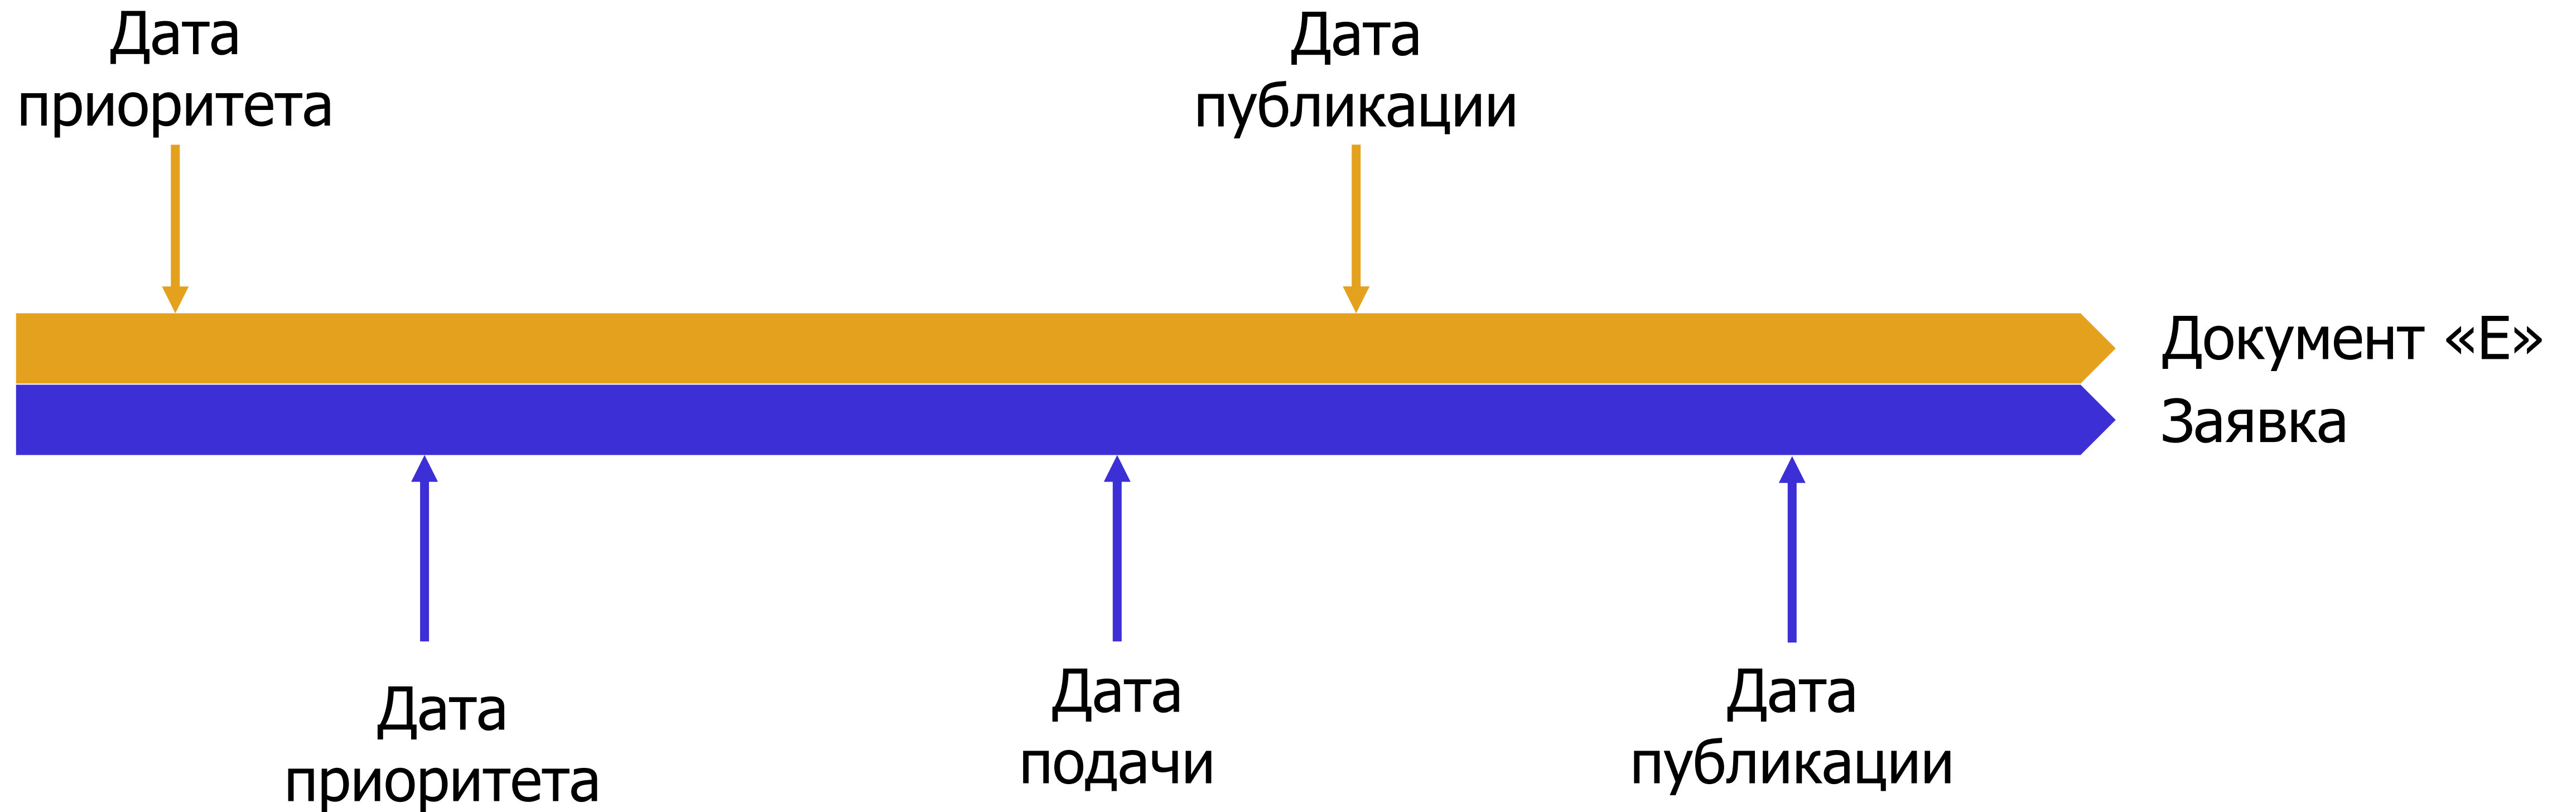 Дата
приоритета
Дата
публикации
Документ «Е»
Заявка
Дата
приоритета
Дата
подачи
Дата
публикации